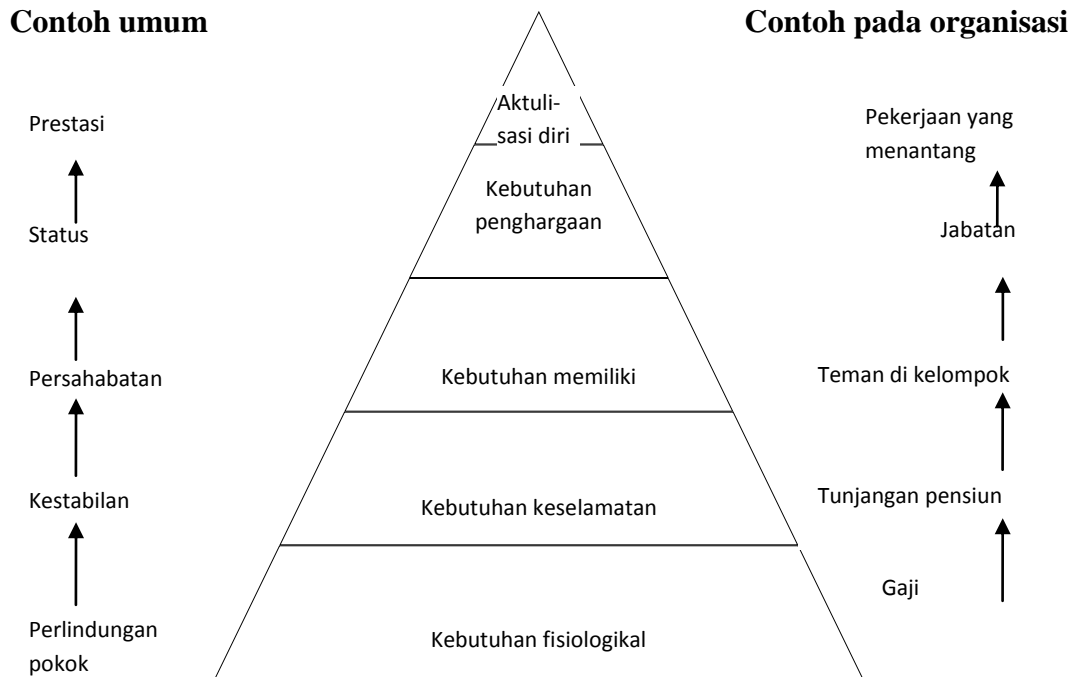 Contoh umum
Contoh pada organisasi
Prestasi
Status
Persahabatan
Kestabilan
Perlindungan
pokok
Aktuli-
sasi diri
Kebutuhan
penghargaan
Kebutuhan memiliki
Kebutuhan keselamatan
Kebutuhan fisiologikal
Pekerjaan yang
menantang
Jabatan
Teman di kelompok
Tunjangan pensiun
Gaji